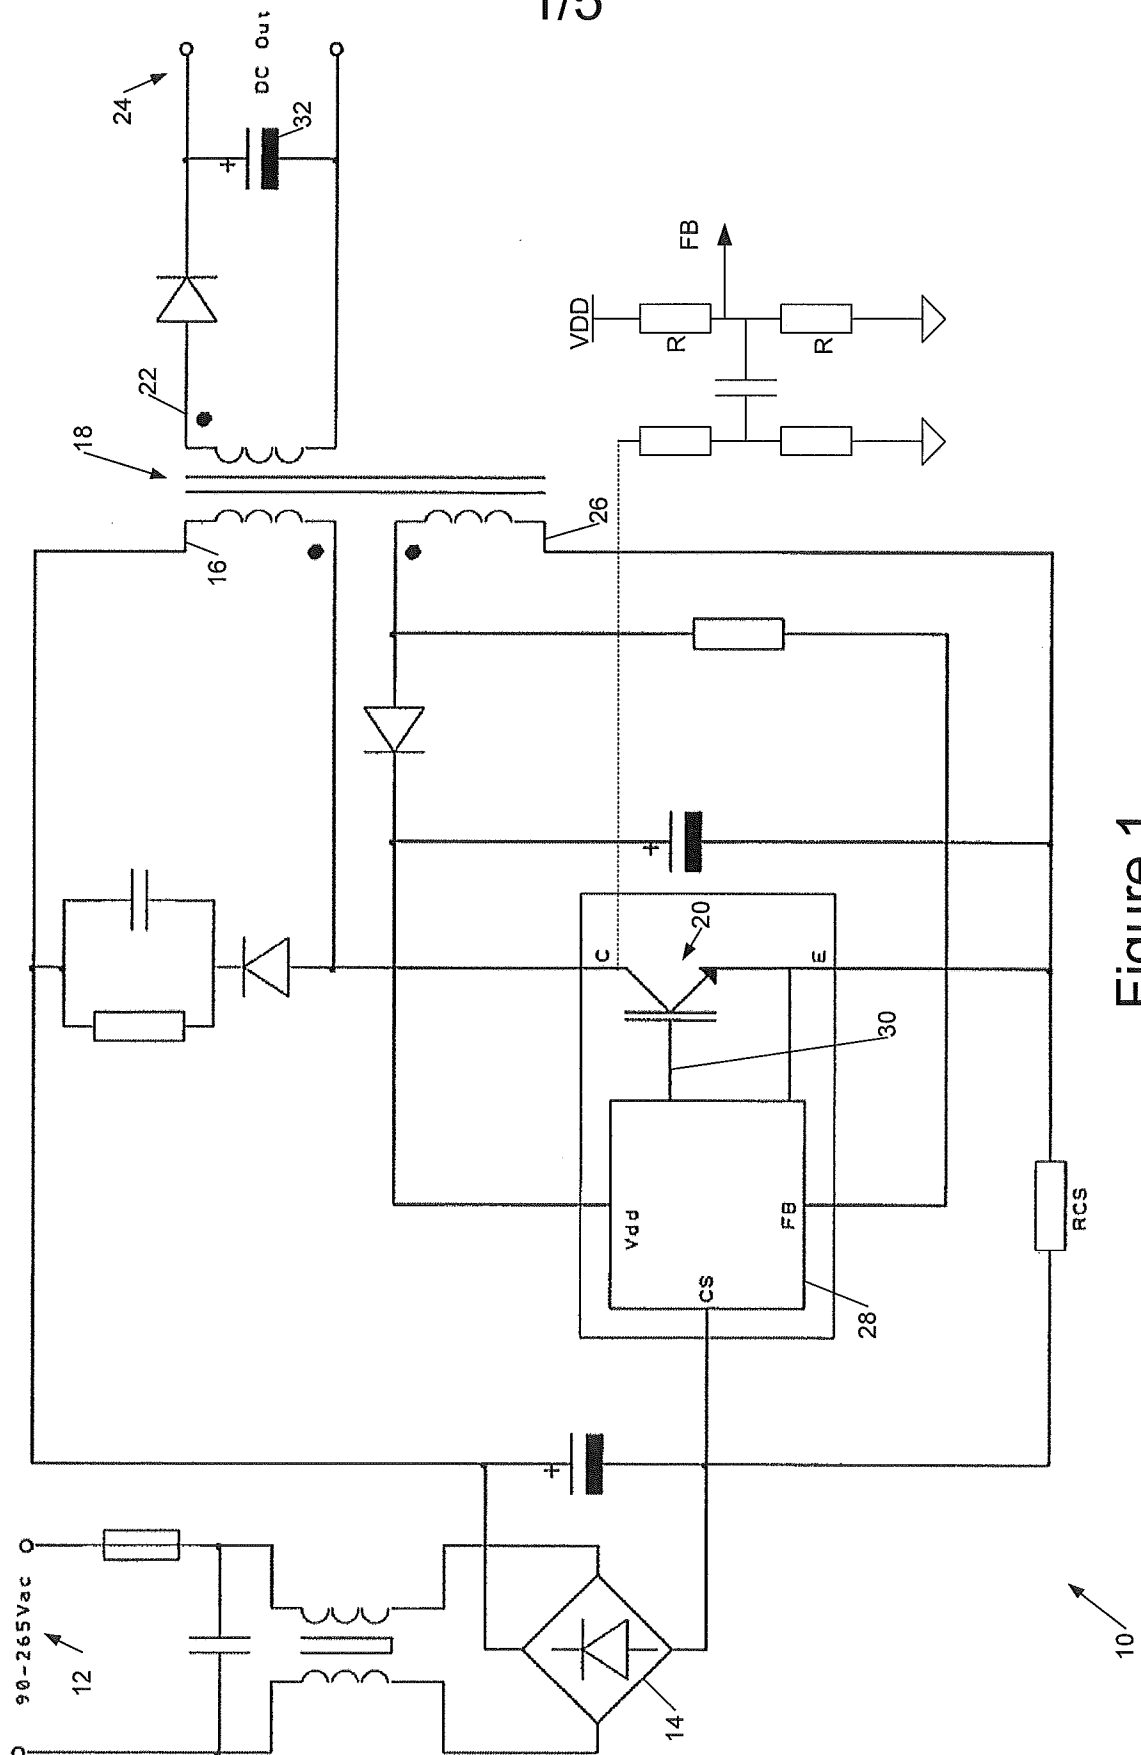 1/5
24
DC Out
32
22
18
VDD
FB
R
R
16
26
C
20
E
30
Vdd
FB
CS
28
RCS
90-265Vac
12
14
10
Figure 1